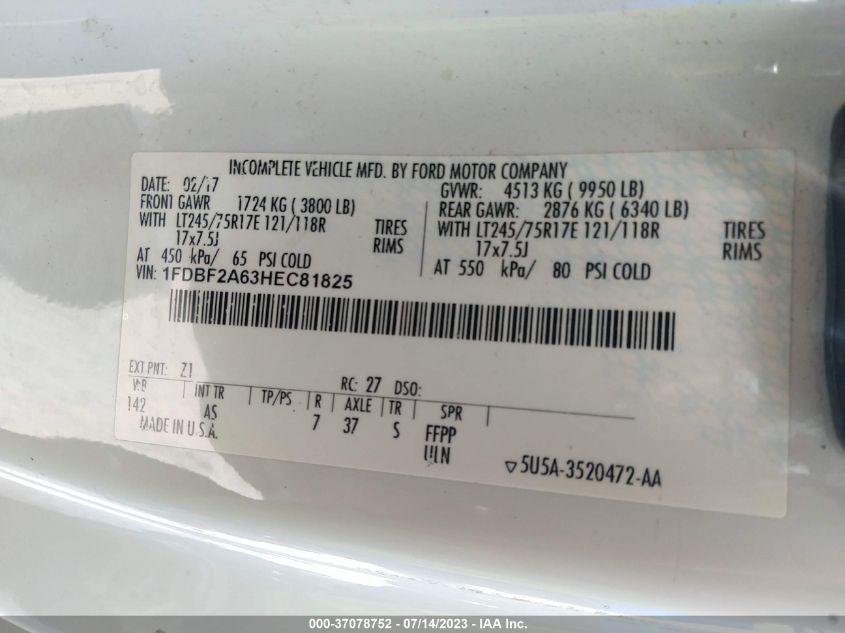 INCOMPLETE VEHICLE MFD. BY FORD MOTOR COMPANY
DATE: 02/17 GVWR: 4513 KG ( 9950 LB)
FRONT GAWR 1724 KG ( 3800 LB) REAR GAWR: 2876 KG ( 6340 LB)
WITH LT245/75R17E 121/118R TIRES WITH LT245/75R17E 121/118R TIRES
17x7.5J RIMS 17x7.5J RIMS
AT 450 kPa/ 65 PSI COLD AT 550 kPa/ 80 PSI COLD
VIN: 1FDBF2A63HEC81825
EXT PNT: Z1 RC: 27 DSO:
WB INT TR TP/PS R AXLE TR SPR
142 AS 7 37 S FFPP
MADE IN U.S.A. ULN
5U5A-3520472-AA
000-37078752 - 07/14/2023 - IAA Inc.